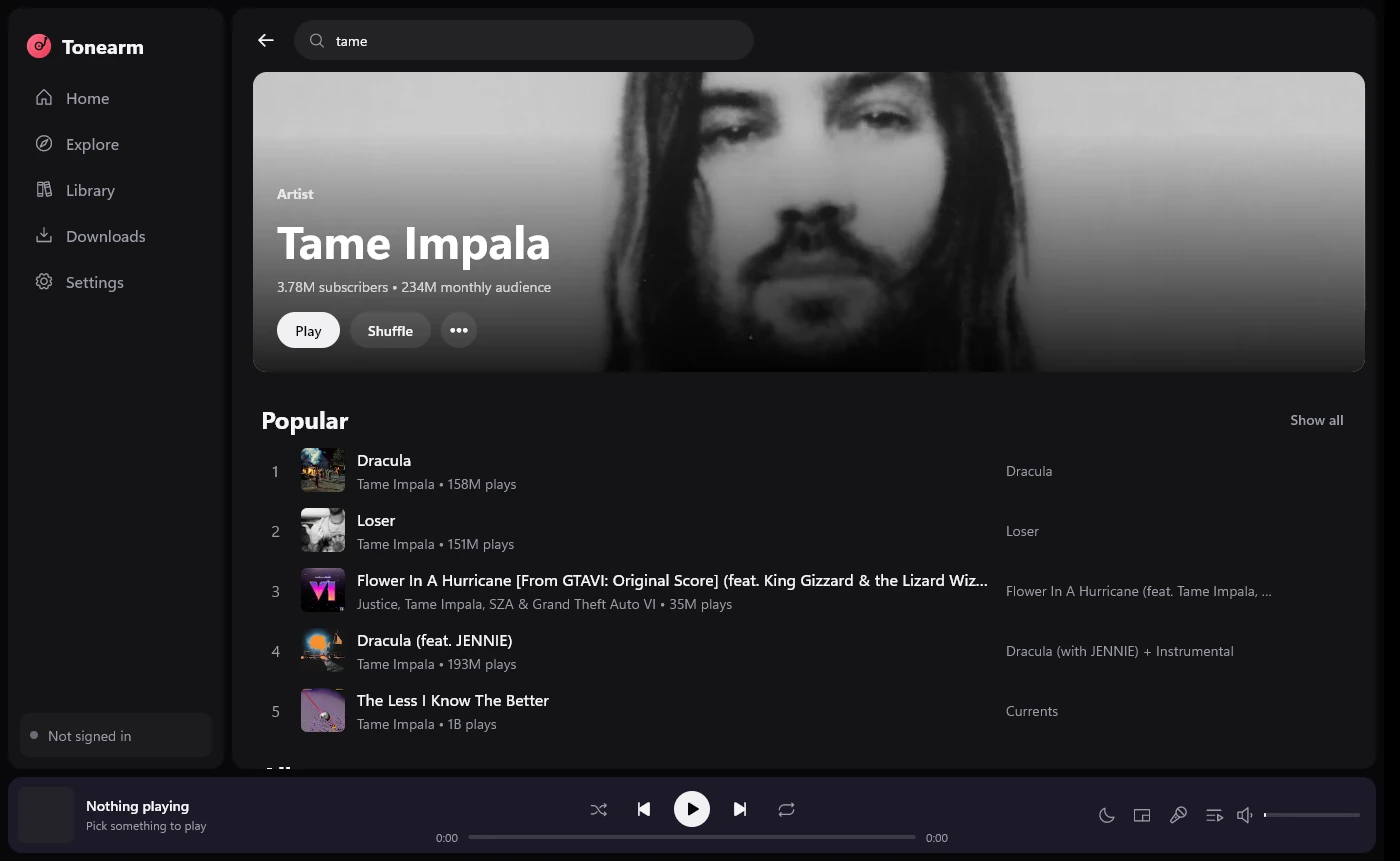 Tonearm
Home
Explore
Library
Downloads
Settings
Not signed in
tame
Artist
Tame Impala
3.78M subscribers • 234M monthly audience
Play
Shuffle
•••
Popular
Show all
1
Dracula
Tame Impala • 158M plays
Dracula
2
Loser
Tame Impala • 151M plays
Loser
3
VI
Flower In A Hurricane [From GTAVI: Original Score] (feat. King Gizzard & the Lizard Wiz...
Justice, Tame Impala, SZA & Grand Theft Auto VI • 35M plays
Flower In A Hurricane (feat. Tame Impala, ...
4
Dracula (feat. JENNIE)
Tame Impala • 193M plays
Dracula (with JENNIE) + Instrumental
5
The Less I Know The Better
Tame Impala • 1B plays
Currents
Nothing playing
Pick something to play
0:00
0:00